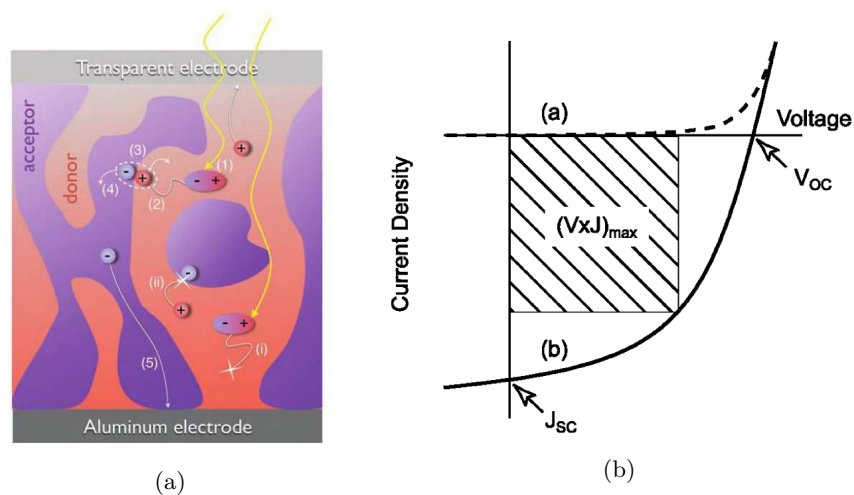 Transparent electrode
acceptor
donor
(3)
(1)
- +
- +
(4)
(2)
+
-
-
(ii)
+
- +
(i)
(5)
Aluminum electrode
(a)
(a)
Voltage
V_OC
(VxJ)_max
Current Density
(b)
J_SC
(b)